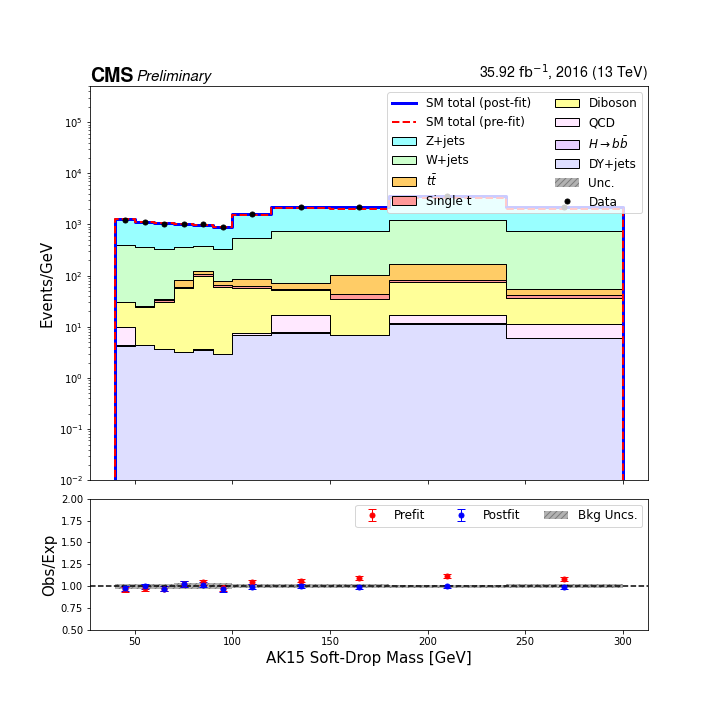 CMS Preliminary
35.92 fb⁻¹, 2016 (13 TeV)
SM total (post-fit)
SM total (pre-fit)
Z+jets
W+jets
tt̄
Single t
Diboson
QCD
H→bb̄
DY+jets
Unc.
Data
Events/GeV
10⁵
10⁴
10³
10²
10¹
10⁰
10⁻¹
10⁻²
Prefit
Postfit
Bkg Uncs.
Obs/Exp
2.00
1.75
1.50
1.25
1.00
0.75
0.50
50 100 150 200 250 300
AK15 Soft-Drop Mass [GeV]